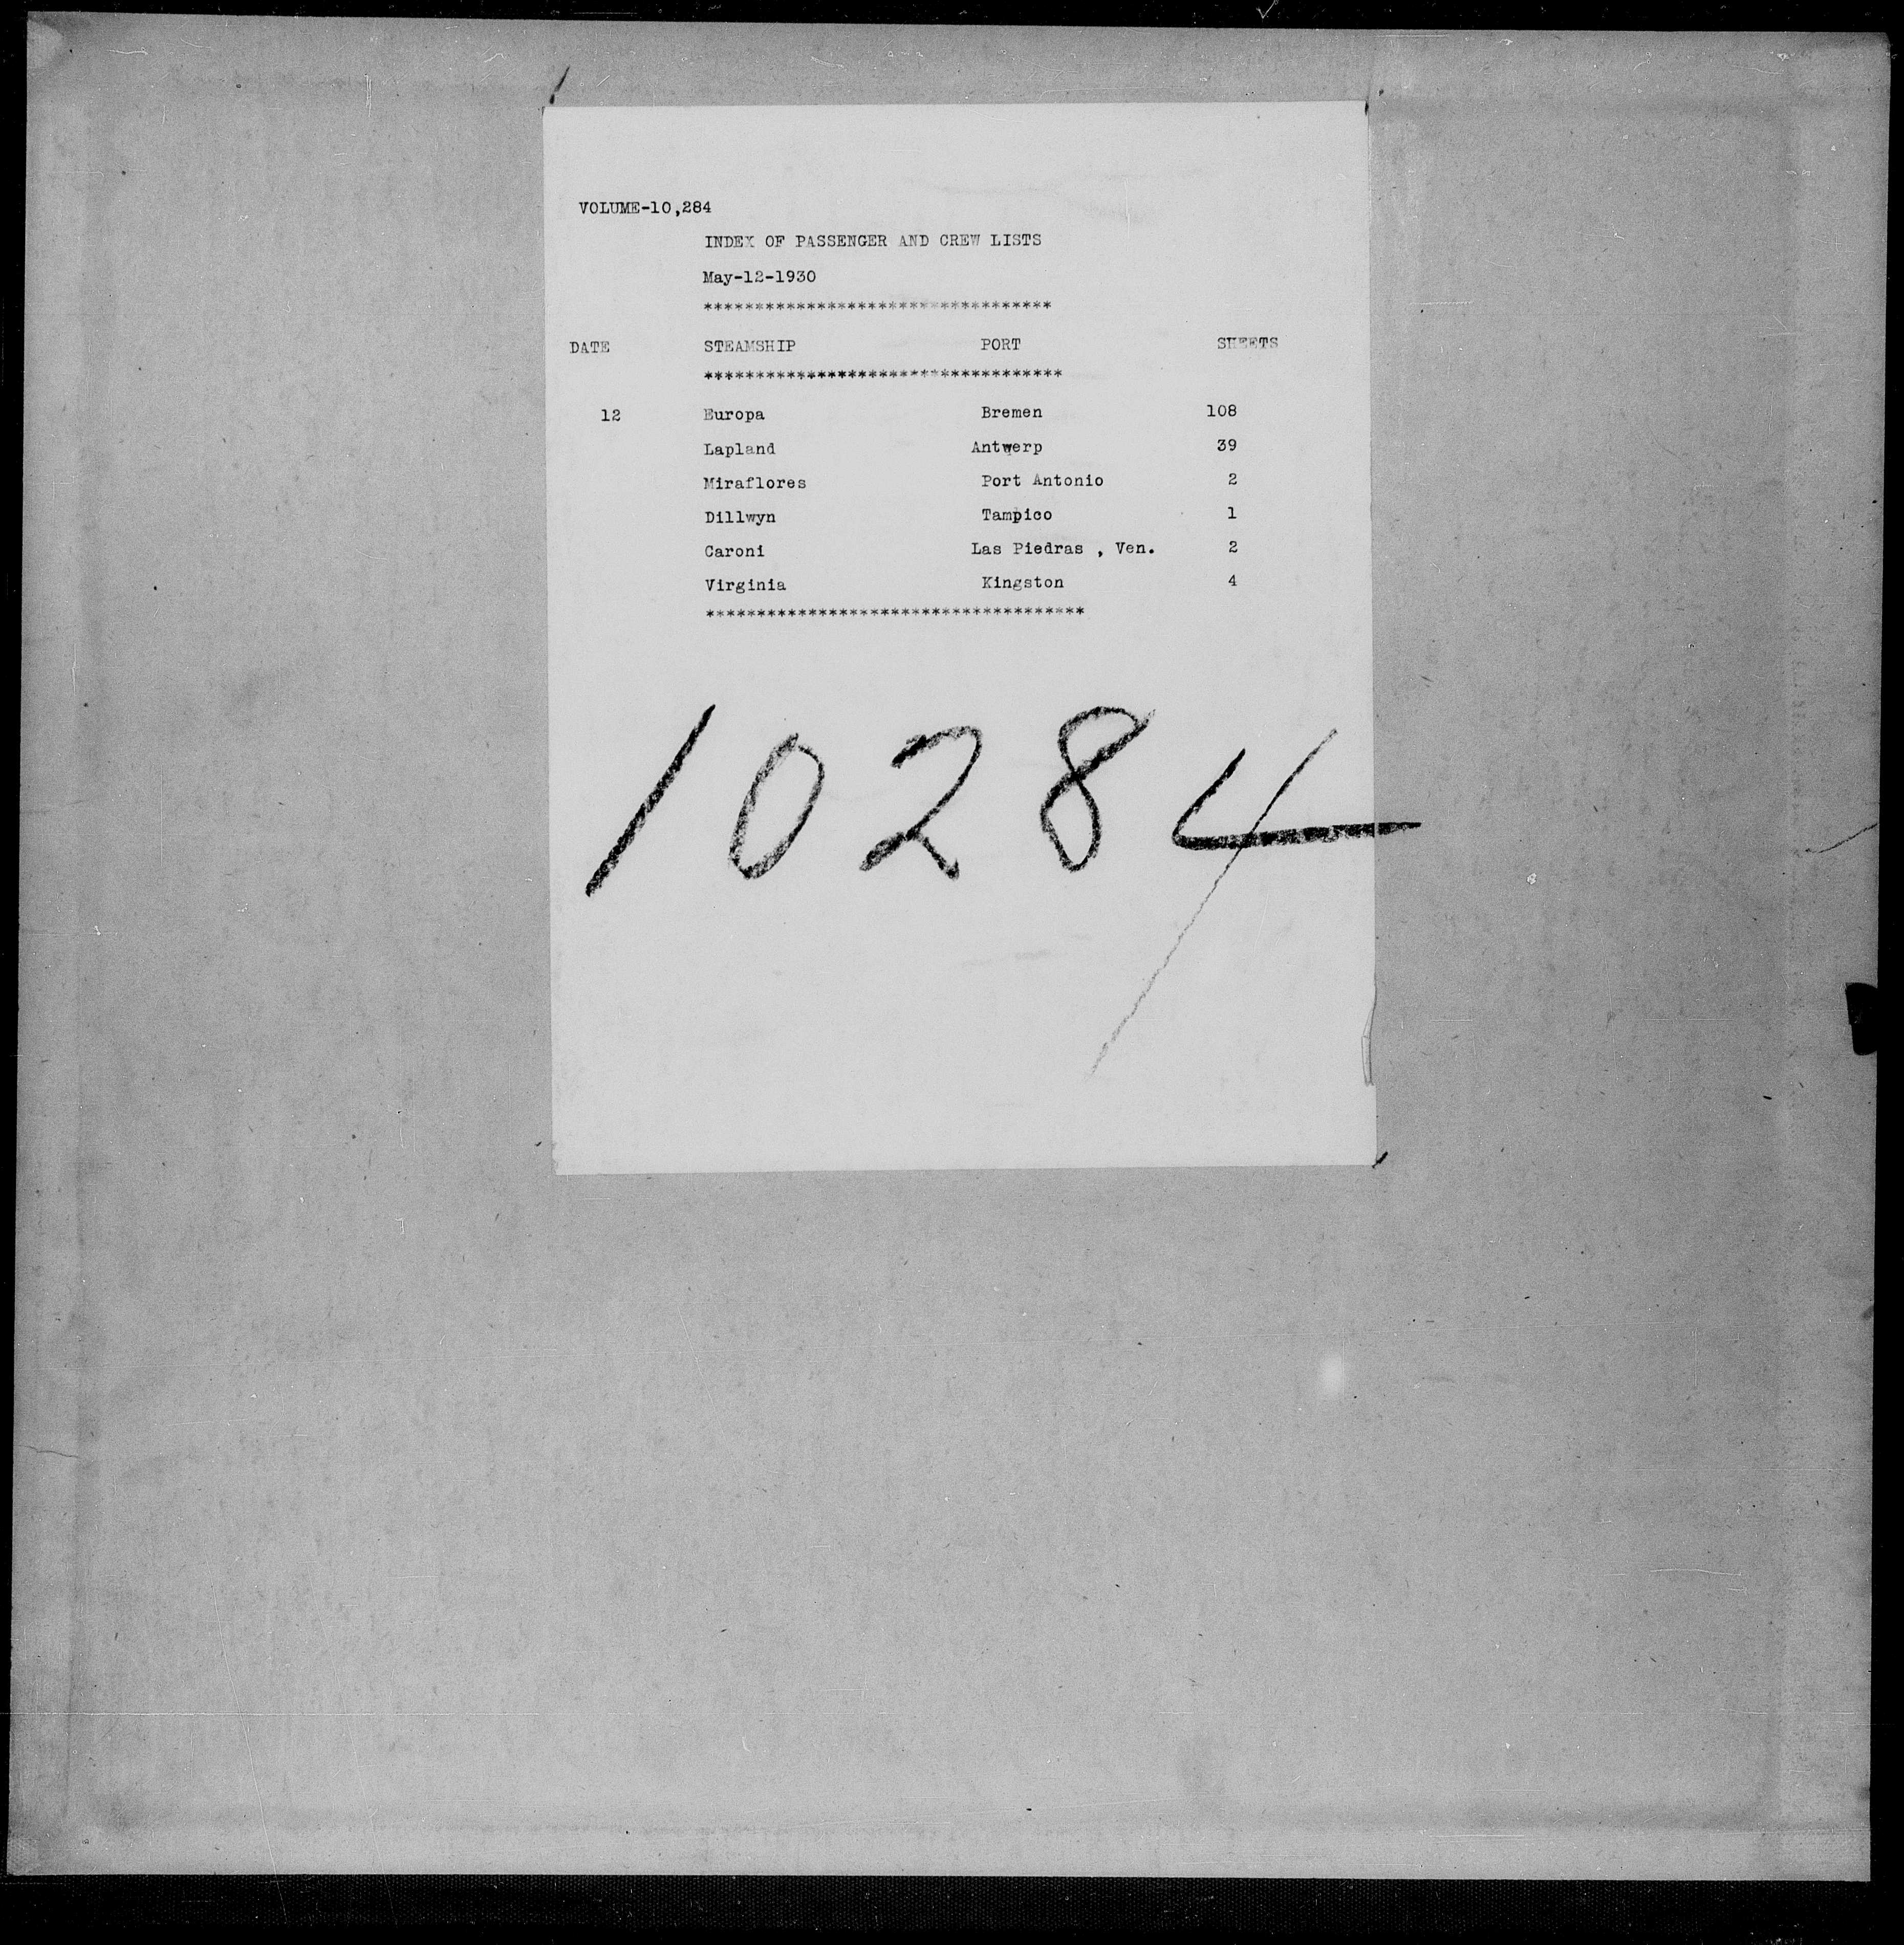 VOLUME-10,284
INDEX OF PASSENGER AND CREW LISTS
May-12-1930
**********************************
DATE STEAMSHIP PORT SHEETS
***********************************
12 Europa Bremen 108
Lapland Antwerp 39
Miraflores Port Antonio 2
Dillwyn Tampico 1
Caroni Las Piedras , Ven. 2
Virginia Kingston 4
*************************************
10284